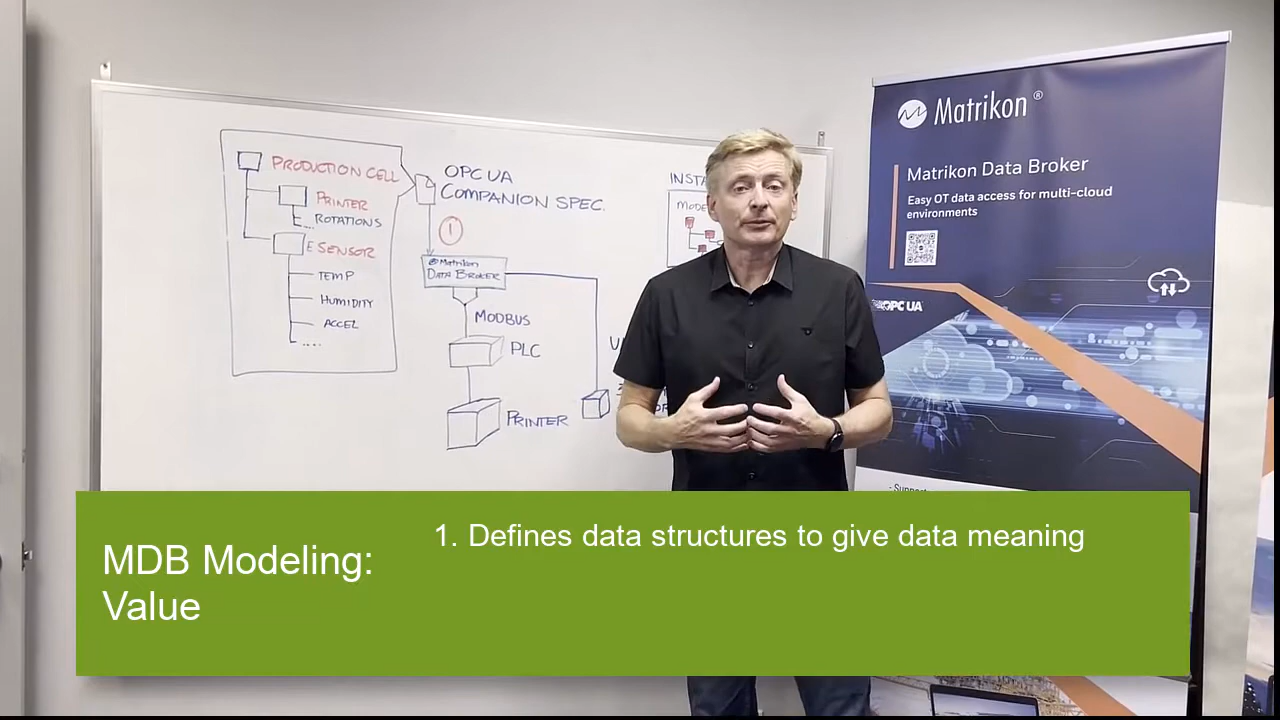 PRODUCTION CELL
PRINTER
ROTATIONS
E SENSOR
TEMP
HUMIDITY
ACCEL
OPC UA
COMPANION SPEC.
!
Matrikon
DATA BROKER
MODBUS
PLC
PRINTER
Matrikon®
Matrikon Data Broker
Easy OT data access for multi-cloud
environments
OPC UA
MDB Modeling:
Value
1. Defines data structures to give data meaning